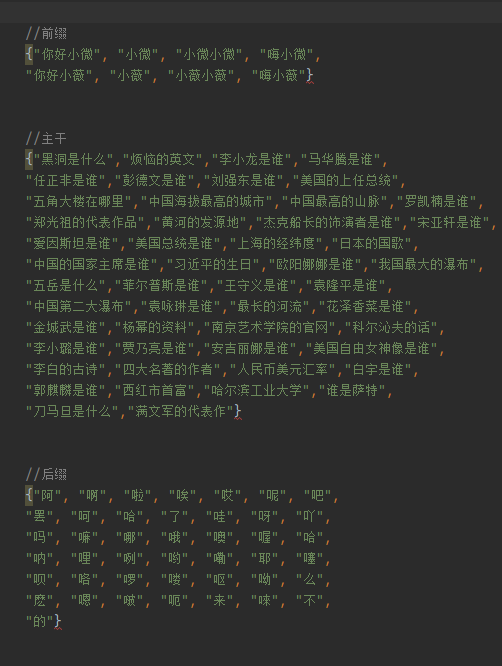 //前缀
{"你好小微", "小微", "小微小微", "嗨小微",
"你好小薇", "小薇", "小薇小薇", "嗨小薇"}
//主干
{"黑洞是什么","烦恼的英文","李小龙是谁","马华腾是谁",
"任正非是谁","彭德文是谁","刘强东是谁","美国的上任总统",
"五角大楼在哪里","中国海拔最高的城市","中国最高的山脉","罗凯楠是谁",
"郑光祖的代表作品","黄河的发源地","杰克船长的饰演者是谁","宋亚轩是谁",
"爱因斯坦是谁","美国总统是谁","上海的经纬度","日本的国歌",
"中国的国家主席是谁","习近平的生日","欧阳娜娜是谁","我国最大的瀑布",
"五岳是什么","菲尔普斯是谁","王守义是谁","袁隆平是谁",
"中国第二大瀑布","袁咏琳是谁","最长的河流","花泽香菜是谁",
"金城武是谁","杨幂的资料","南京艺术学院的官网","科尔沁夫的话",
"李小璐是谁","贾乃亮是谁","安吉丽娜是谁","美国自由女神像是谁",
"李白的古诗","四大名著的作者","人民币美元汇率","白宇是谁",
"郭麒麟是谁","西红市首富","哈尔滨工业大学","谁是萨特",
"刀马旦是什么","满文军的代表作"}
//后缀
{"阿", "啊", "啦", "唉", "哎", "呢", "吧",
"罢", "呵", "哈", "了", "哇", "呀", "吖",
"吗", "嘛", "哪", "哦", "噢", "喔", "哈",
"呐", "哩", "咧", "哟", "嘞", "耶", "噻",
"呗", "咯", "啰", "喽", "呕", "呦", "么",
"麽", "嗯", "啵", "呃", "来", "唻", "不",
"的"}